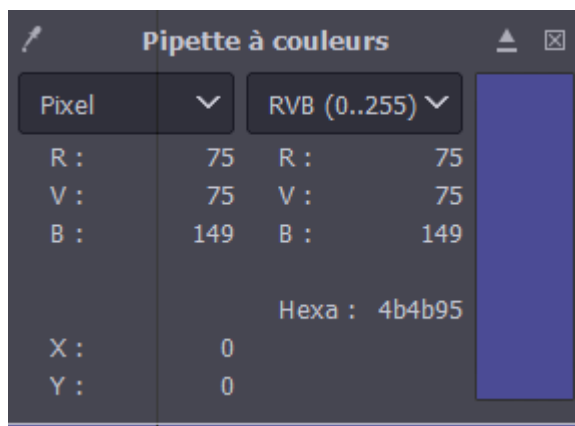 Pipette à couleurs
Pixel RVB (0..255)
R : 75 R : 75
V : 75 V : 75
B : 149 B : 149
Hexa : 4b4b95
X : 0
Y : 0